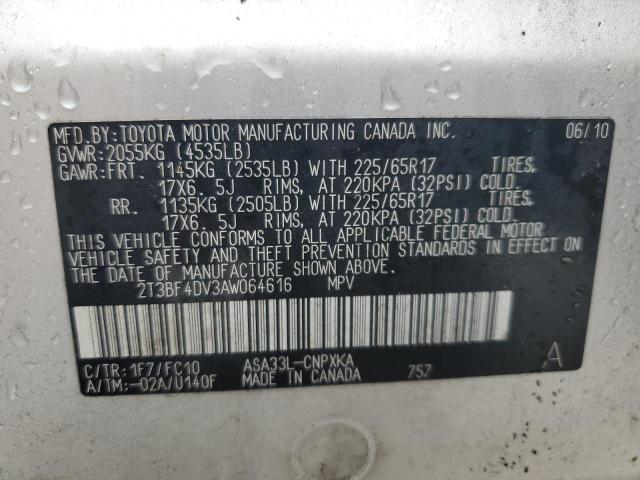 MFD.BY:TOYOTA MOTOR MANUFACTURING CANADA INC. 06/10
GVWR:2055KG (4535LB)
GAWR:FRT. 1145KG (2535LB) WITH 225/65R17 TIRES,
17X6.5J RIMS, AT 220KPA (32PSI) COLD.
RR. 1135KG (2505LB) WITH 225/65R17 TIRES,
17X6.5J RIMS, AT 220KPA (32PSI) COLD.
THIS VEHICLE CONFORMS TO ALL APPLICABLE FEDERAL MOTOR
VEHICLE SAFETY AND THEFT PREVENTION STANDARDS IN EFFECT ON
THE DATE OF MANUFACTURE SHOWN ABOVE.
2T3BF4DV3AW064616 MPV
C/TR:1F7/FC10 ASA33L-CNPXKA A
A/TM:-02A/U140F MADE IN CANADA 757